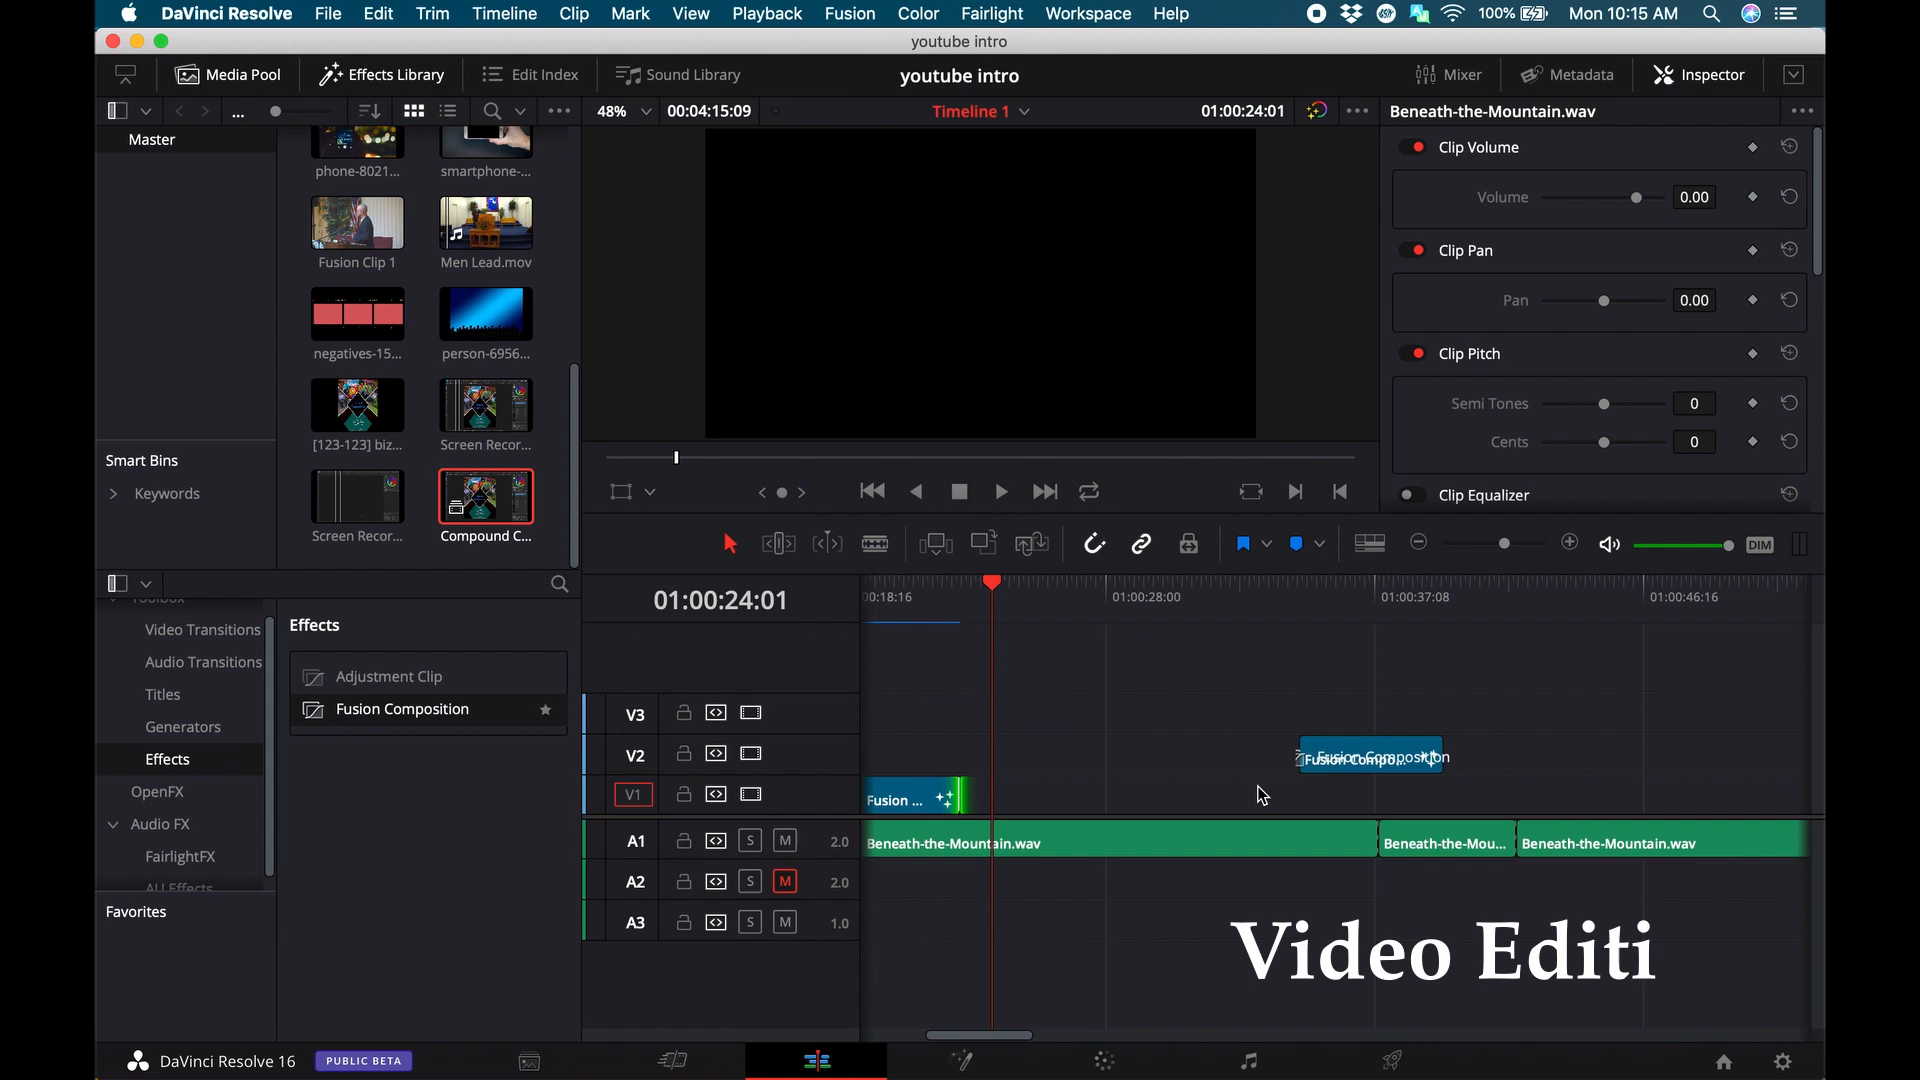 DaVinci Resolve File Edit Trim Timeline Clip Mark View Playback Fusion Color Fairlight Workspace Help 100% Mon 10:15 AM
youtube intro
Media Pool Effects Library Edit Index Sound Library youtube intro Mixer Metadata Inspector
... 48% 00:04:15:09 Timeline 1 01:00:24:01 Beneath-the-Mountain.wav
Master
Clip Volume
phone-8021... smartphone-...
Volume 0.00
Clip Pan
Fusion Clip 1 Men Lead.mov
Pan 0.00
negatives-15... person-6956...
Clip Pitch
Semi Tones 0
[123-123] biz... Screen Recor...
Cents 0
Smart Bins
Keywords
Clip Equalizer
Screen Recor... Compound C...
DIM
Toolbox
01:00:24:01
00:18:16 01:00:28:00 01:00:37:08 01:00:46:16
Video Transitions
Effects
Audio Transitions
Adjustment Clip
Titles
Fusion Composition
Generators
V3
Effects
V2
Fusion Composition
Fusion Compo...
OpenFX
V1
Fusion ...
Audio FX
A1 S M 2.0
Beneath-the-Mountain.wav Beneath-the-Mou... Beneath-the-Mountain.wav
FairlightFX
All Effects
A2 S M 2.0
Favorites
A3 S M 1.0
Video Editi
DaVinci Resolve 16 PUBLIC BETA